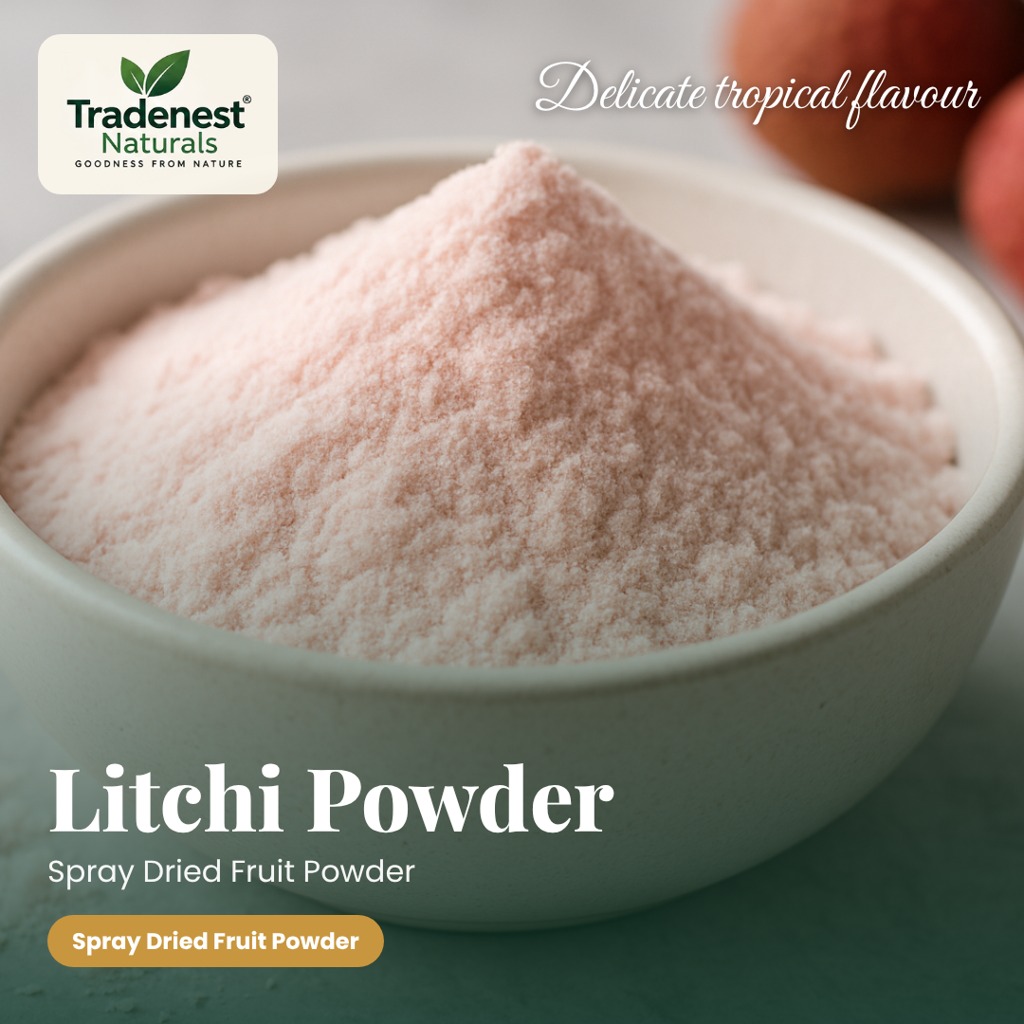 Tradenest®
Naturals
GOODNESS FROM NATURE
Delicate tropical flavour
Litchi Powder
Spray Dried Fruit Powder
Spray Dried Fruit Powder